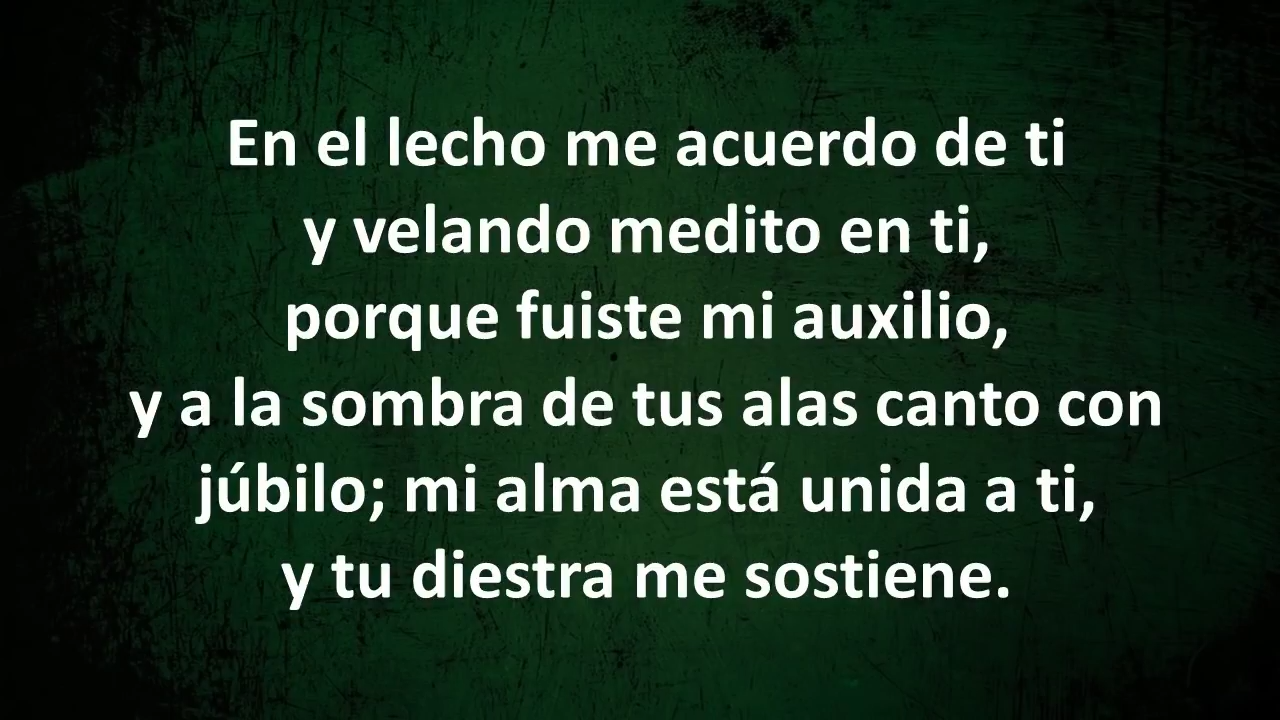 En el lecho me acuerdo de ti
y velando medito en ti,
porque fuiste mi auxilio,
y a la sombra de tus alas canto con
júbilo; mi alma está unida a ti,
y tu diestra me sostiene.